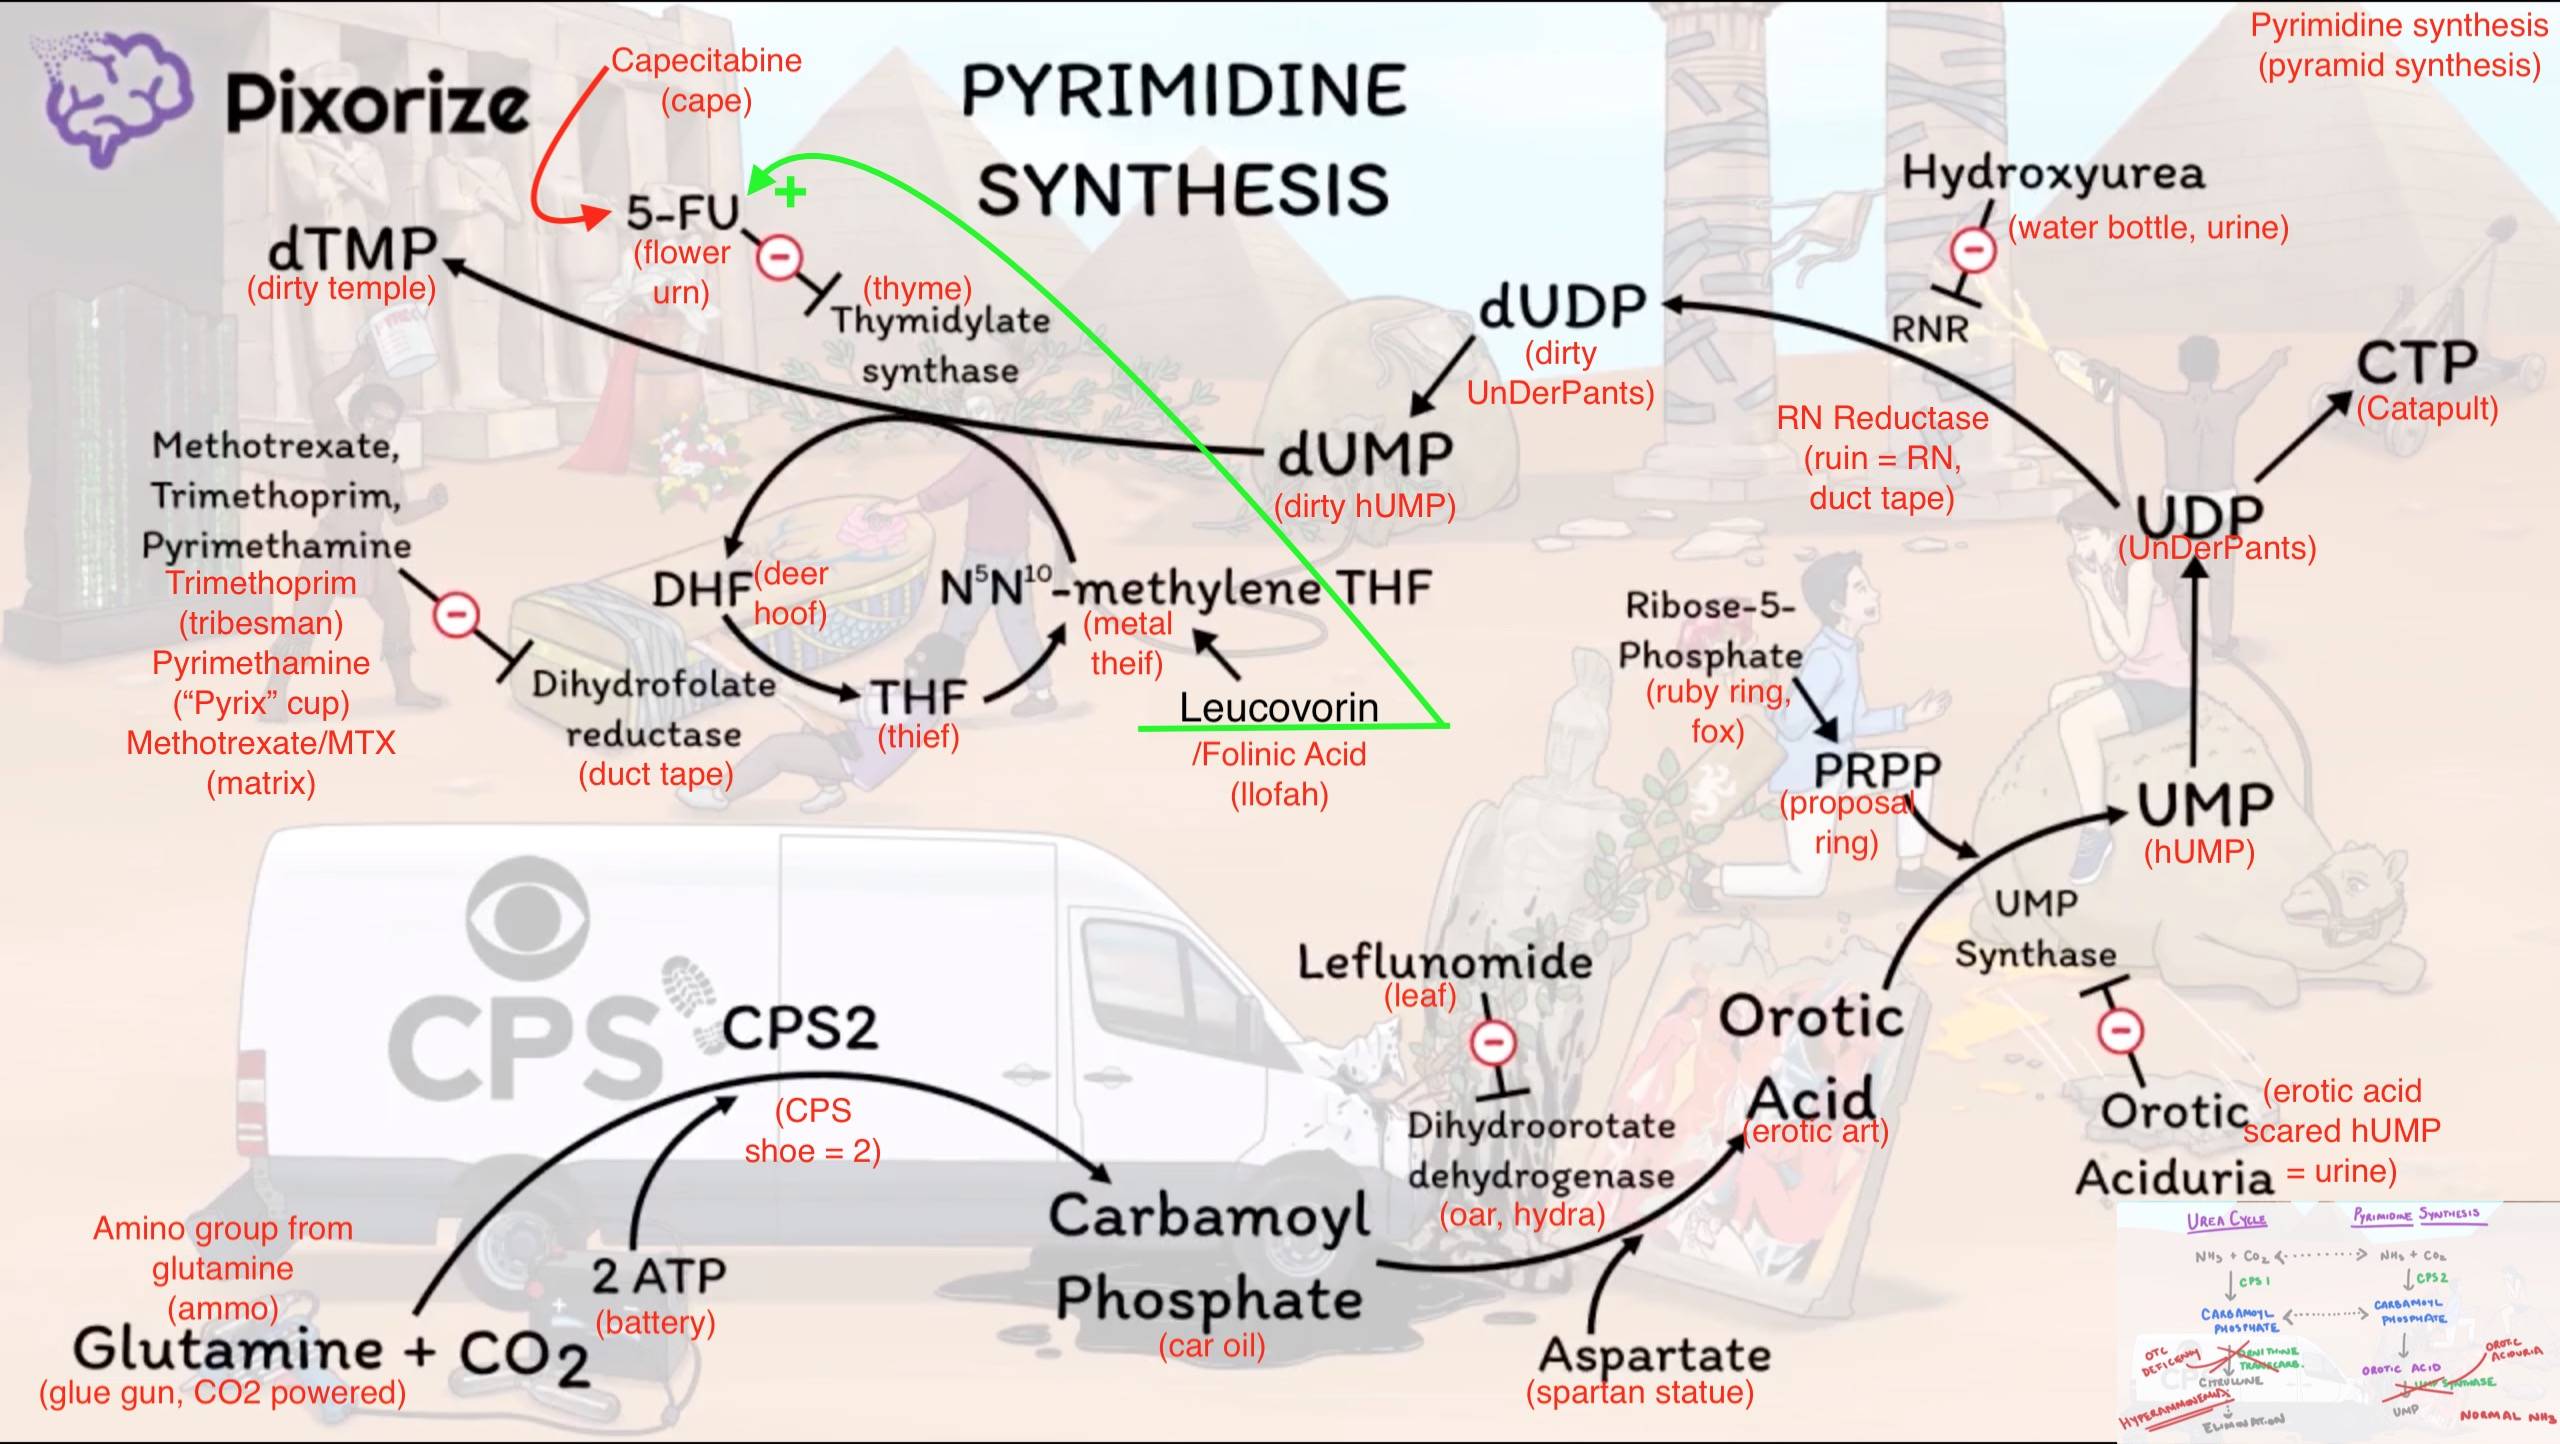 Pyrimidine synthesis
(pyramid synthesis)
Pixorize
Capecitabine
(cape)
PYRIMIDINE
SYNTHESIS
5-FU
(flower
urn)
+
dTMP
(dirty temple)
(thyme)
Thymidylate
synthase
dUDP
(dirty
UnDerPants)
Hydroxyurea
(water bottle, urine)
RNR
CTP
(Catapult)
RN Reductase
(ruin = RN,
duct tape)
dUMP
(dirty hUMP)
UDP
(UnDerPants)
Methotrexate,
Trimethoprim,
Pyrimethamine
Trimethoprim
(tribesman)
Pyrimethamine
(“Pyrix” cup)
Methotrexate/MTX
(matrix)
DHF
(deer
hoof)
N5N10-methylene THF
(metal
theif)
Dihydrofolate
reductase
(duct tape)
THF
(thief)
Leucovorin
/Folinic Acid
(llofah)
Ribose-5-
Phosphate
(ruby ring,
fox)
PRPP
(proposal
ring)
UMP
(hUMP)
UMP
Synthase
CPS
CPS2
(CPS
shoe = 2)
Leflunomide
(leaf)
Dihydroorotate
dehydrogenase
(oar, hydra)
Orotic
Acid
(erotic art)
Orotic
Aciduria
(erotic acid
scared hUMP
= urine)
Amino group from
glutamine
(ammo)
Glutamine + CO2
(glue gun, CO2 powered)
2 ATP
(battery)
Carbamoyl
Phosphate
(car oil)
Aspartate
(spartan statue)
UREA CYCLE
NH3 + CO2
CPS1
CARBAMOYL
PHOSPHATE
OTC
DEFICIENCY
ORNITHINE
TRANSCARB.
CITRULLINE
HYPERAMMONEMIA
ELIMINATION
PYRIMIDINE SYNTHESIS
NH3 + CO2
CPS2
CARBAMOYL
PHOSPHATE
OROTIC
ACIDURIA
OROTIC ACID
UMP SYNTHASE
UMP
NORMAL NH3